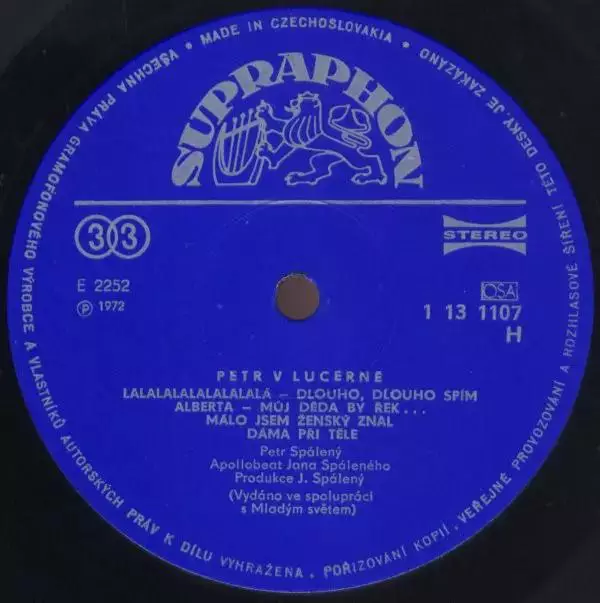 • MADE IN CZECHOSLOVAKIA •
VŠECHNA PRÁVA GRAMOFONOVÉHO VÝROBCE A VLASTNÍKŮ AUTORSKÝCH PRÁV K DÍLU VYHRAŽENA. POŘIZOVÁNÍ KOPIÍ, VEŘEJNÉ PROVOZOVÁNÍ A ROZHLASOVÉ ŠÍŘENÍ TÉTO DESKY JE ZAKÁZÁNO
SUPRAPHON
33
STEREO
E 2252
℗ 1972
OSA
1 13 1107
H
PETR V LUCERNĚ
LALALALALALALALALA – DLOUHO, DLOUHO SPÍM
ALBERTA – MŮJ DĚDA BY ŘEK...
MÁLO JSEM ŽENSKÝ ZNAL
DÁMA PŘI TĚLE
Petr Spálený
Apollobeat Jana Spáleného
Produkce J. Spálený
(Vydáno ve spolupráci
s Mladým světem)